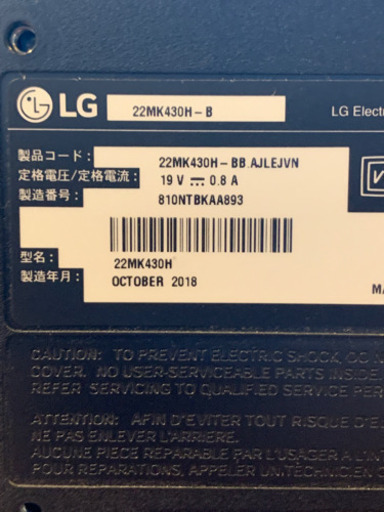 LG 22MK430H-B LG Elect
製品コード: 22MK430H-BB.AJLEJVN
定格電圧/定格電流: 19 V ⎓ 0.8 A
製造番号: 810NTBKAA893
型名: 22MK430H
製造年月: OCTOBER 2018
CAUTION: TO PREVENT ELECTRIC SHOCK, DO
COVER. NO USER-SERVICEABLE PARTS INSIDE
REFER SERVICING TO QUALIFIED SERVICE PER
ATTENTION: AFIN D'EVITER TOUT RISQUE D'E
NE PAS ENLEVER L'ARRIERE.
AUCUNE PIECE REPARABLE PAR L'USAGER A L'IN
POUR REPARATIONS, APPELER UN TECHNICIEN